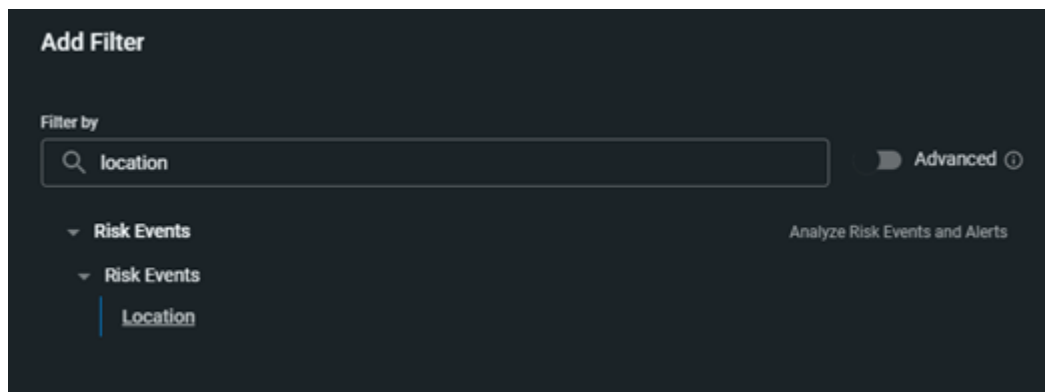 Add Filter
Filter by
location
Advanced
Risk Events
Analyze Risk Events and Alerts
Risk Events
Location